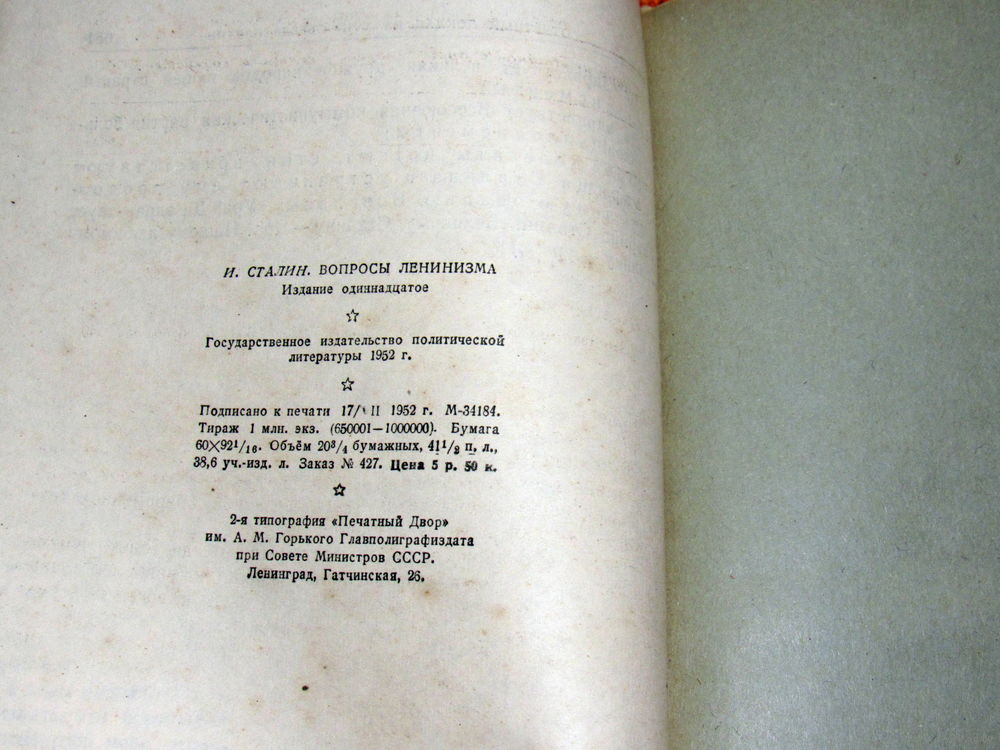 И. СТАЛИН. ВОПРОСЫ ЛЕНИНИЗМА
Издание одиннадцатое
Государственное издательство политической
литературы 1952 г.
Подписано к печати 17/ II 1952 г. М-34184.
Тираж 1 млн. экз. (650001—1000000). Бумага
60×92¹/₁₆. Объём 20³/₄ бумажных, 41¹/₂ п. л.,
38,6 уч.-изд. л. Заказ № 427. Цена 5 р. 50 к.
2-я типография «Печатный Двор»
им. А. М. Горького Главполиграфиздата
при Совете Министров СССР.
Ленинград, Гатчинская, 26.